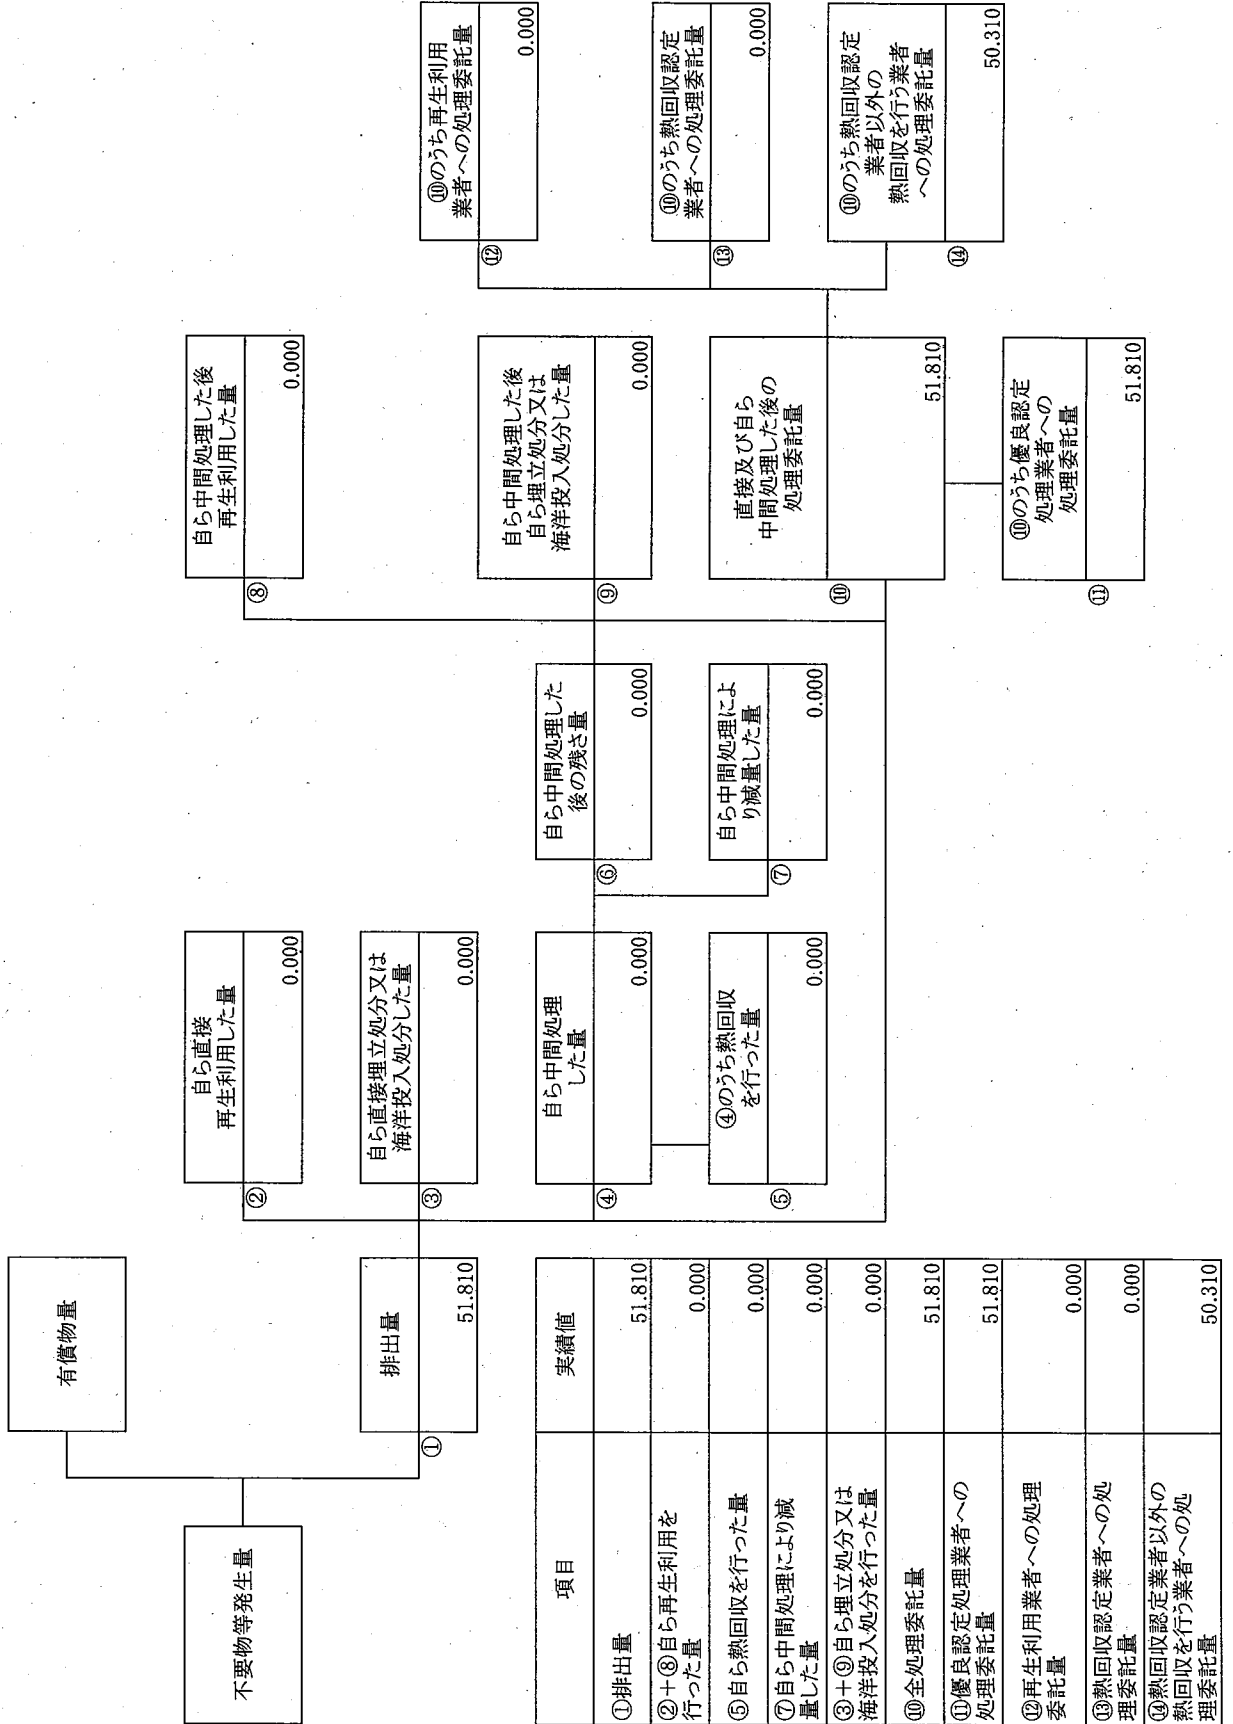 不要物等発生量
有償物量
①
排出量
51.810
②
自ら直接
再生利用した量
0.000
③
自ら直接埋立処分又は
海洋投入処分した量
0.000
④
自ら中間処理
した量
0.000
⑤
④のうち熱回収
を行った量
0.000
⑥
自ら中間処理した
後の残さ量
0.000
⑦
自ら中間処理によ
り減量した量
0.000
⑧
自ら中間処理した後
再生利用した量
0.000
⑨
自ら中間処理した後
自ら埋立処分又は
海洋投入処分した量
0.000
⑩
直接及び自ら
中間処理した後の
処理委託量
51.810
⑪
⑩のうち優良認定
処理業者への
処理委託量
51.810
⑫
⑩のうち再生利用
業者への処理委託量
0.000
⑬
⑩のうち熱回収認定
業者への処理委託量
0.000
⑭
⑩のうち熱回収認定
業者以外の
熱回収を行う業者
への処理委託量
50.310
項目 実績値
①排出量 51.810
②+⑧自ら再生利用を
行った量 0.000
⑤自ら熱回収を行った量 0.000
⑦自ら中間処理により減
量した量 0.000
③+⑨自ら埋立処分又は
海洋投入処分を行った量 0.000
⑩全処理委託量 51.810
⑪優良認定処理業者への
処理委託量 51.810
⑫再生利用業者への処理
委託量 0.000
⑬熱回収認定業者への処
理委託量 0.000
⑭熱回収認定業者以外の
熱回収を行う業者への処
理委託量 50.310